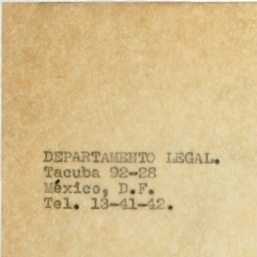 DEPARTAMENTO LEGAL.
Tacuba 92-28
México, D.F.
Tel. 13-41-42.